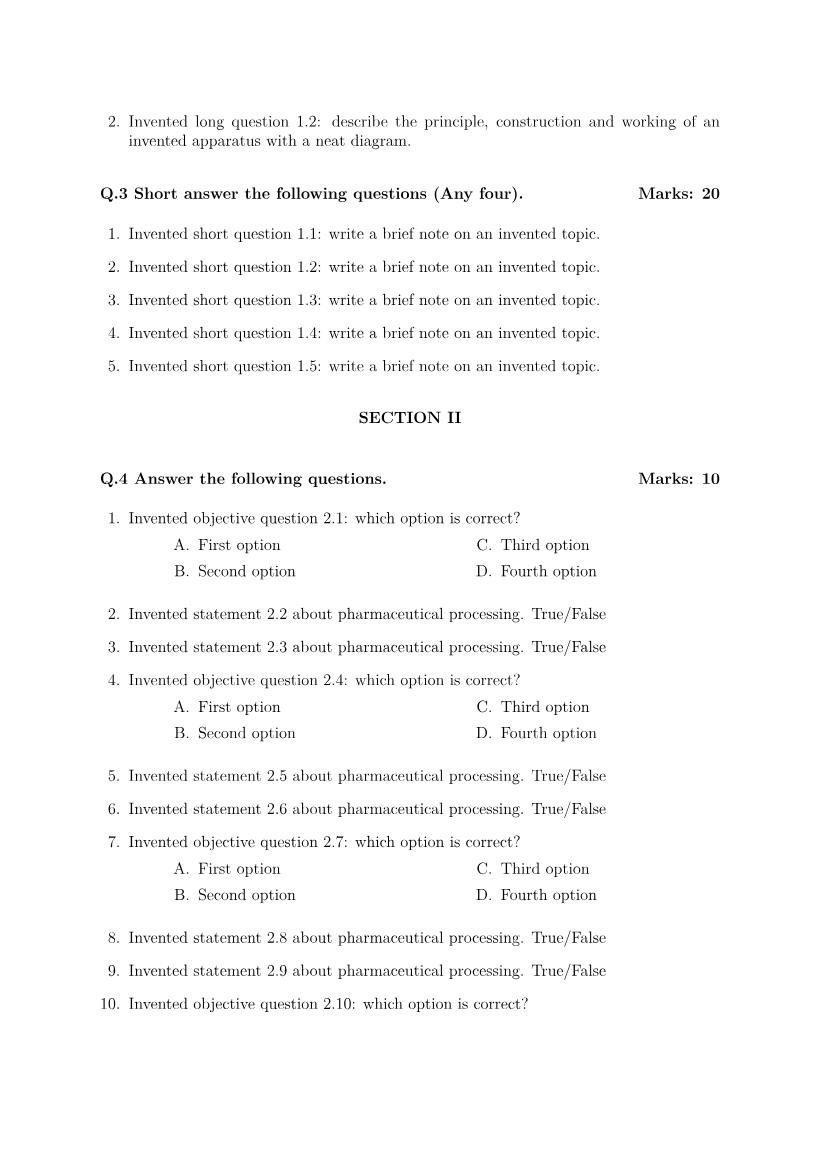 2. Invented long question 1.2: describe the principle, construction and working of an
invented apparatus with a neat diagram.
Q.3 Short answer the following questions (Any four). Marks: 20
1. Invented short question 1.1: write a brief note on an invented topic.
2. Invented short question 1.2: write a brief note on an invented topic.
3. Invented short question 1.3: write a brief note on an invented topic.
4. Invented short question 1.4: write a brief note on an invented topic.
5. Invented short question 1.5: write a brief note on an invented topic.
SECTION II
Q.4 Answer the following questions. Marks: 10
1. Invented objective question 2.1: which option is correct?
A. First option C. Third option
B. Second option D. Fourth option
2. Invented statement 2.2 about pharmaceutical processing. True/False
3. Invented statement 2.3 about pharmaceutical processing. True/False
4. Invented objective question 2.4: which option is correct?
A. First option C. Third option
B. Second option D. Fourth option
5. Invented statement 2.5 about pharmaceutical processing. True/False
6. Invented statement 2.6 about pharmaceutical processing. True/False
7. Invented objective question 2.7: which option is correct?
A. First option C. Third option
B. Second option D. Fourth option
8. Invented statement 2.8 about pharmaceutical processing. True/False
9. Invented statement 2.9 about pharmaceutical processing. True/False
10. Invented objective question 2.10: which option is correct?